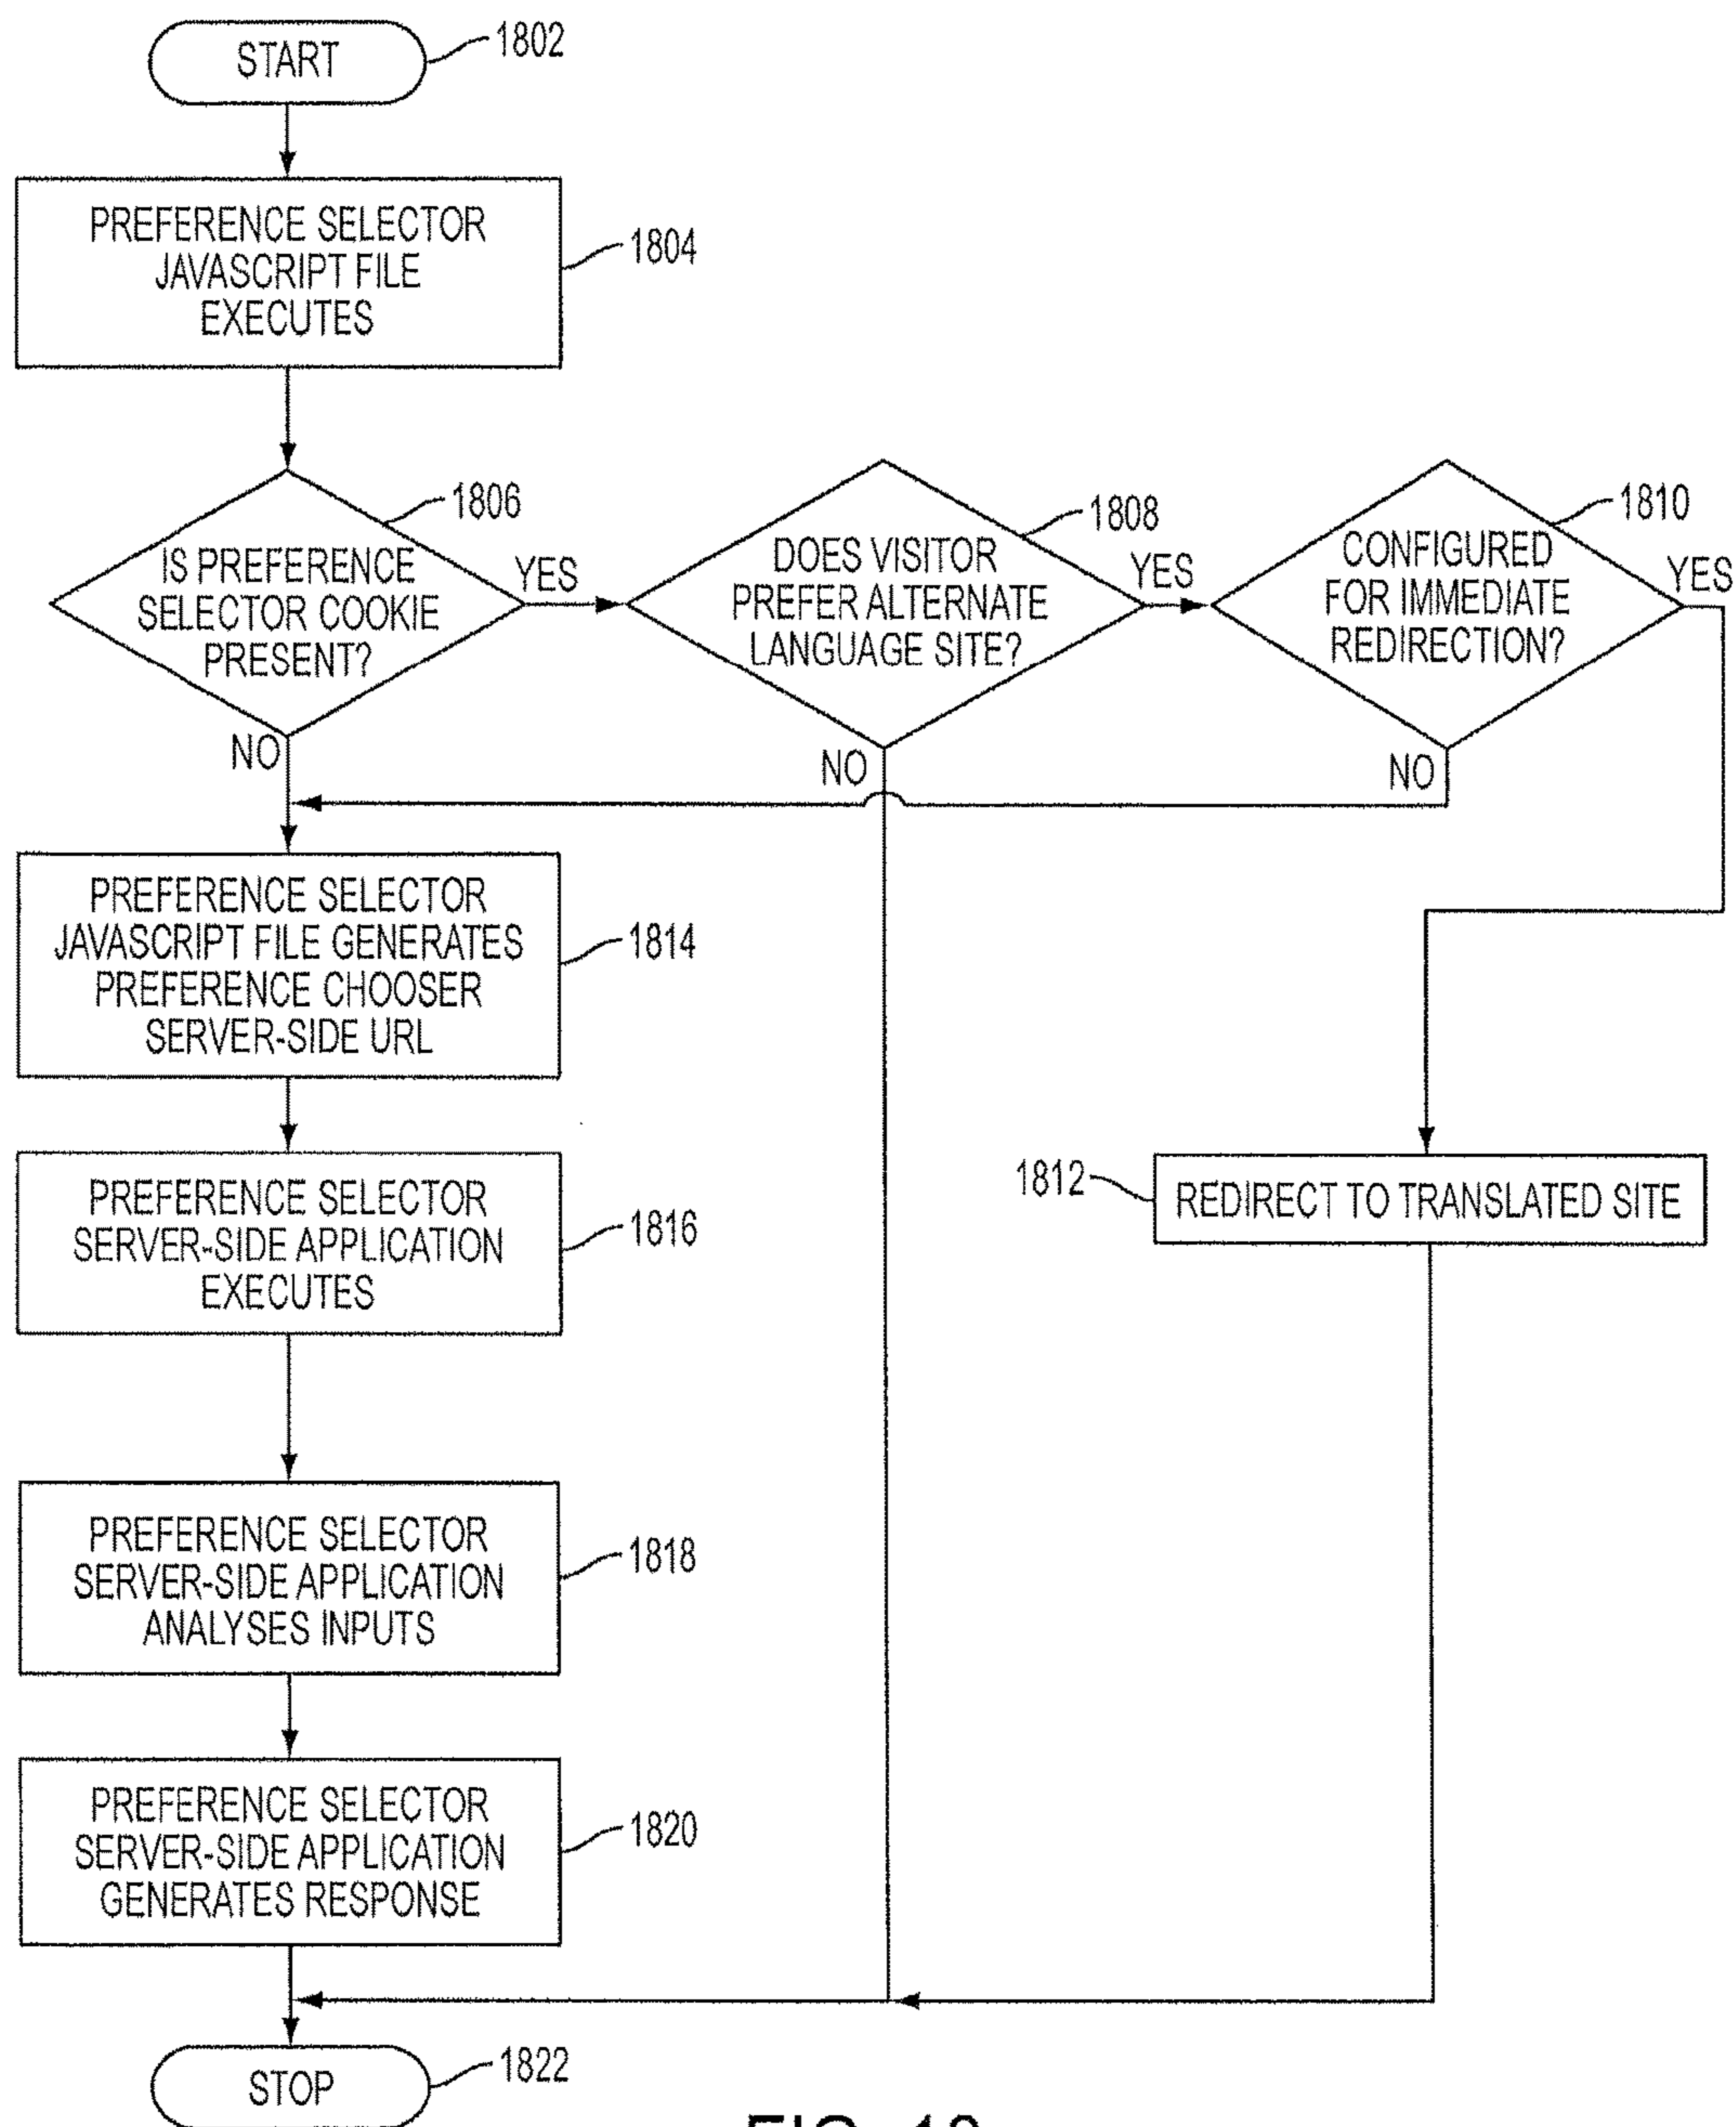 START
1802
PREFERENCE SELECTOR
JAVASCRIPT FILE
EXECUTES
1804
IS PREFERENCE
SELECTOR COOKIE
PRESENT?
1806
YES
NO
DOES VISITOR
PREFER ALTERNATE
LANGUAGE SITE?
1808
YES
NO
CONFIGURED
FOR IMMEDIATE
REDIRECTION?
1810
YES
NO
PREFERENCE SELECTOR
JAVASCRIPT FILE GENERATES
PREFERENCE CHOOSER
SERVER-SIDE URL
1814
PREFERENCE SELECTOR
SERVER-SIDE APPLICATION
EXECUTES
1816
1812
REDIRECT TO TRANSLATED SITE
PREFERENCE SELECTOR
SERVER-SIDE APPLICATION
ANALYSES INPUTS
1818
PREFERENCE SELECTOR
SERVER-SIDE APPLICATION
GENERATES RESPONSE
1820
STOP
1822